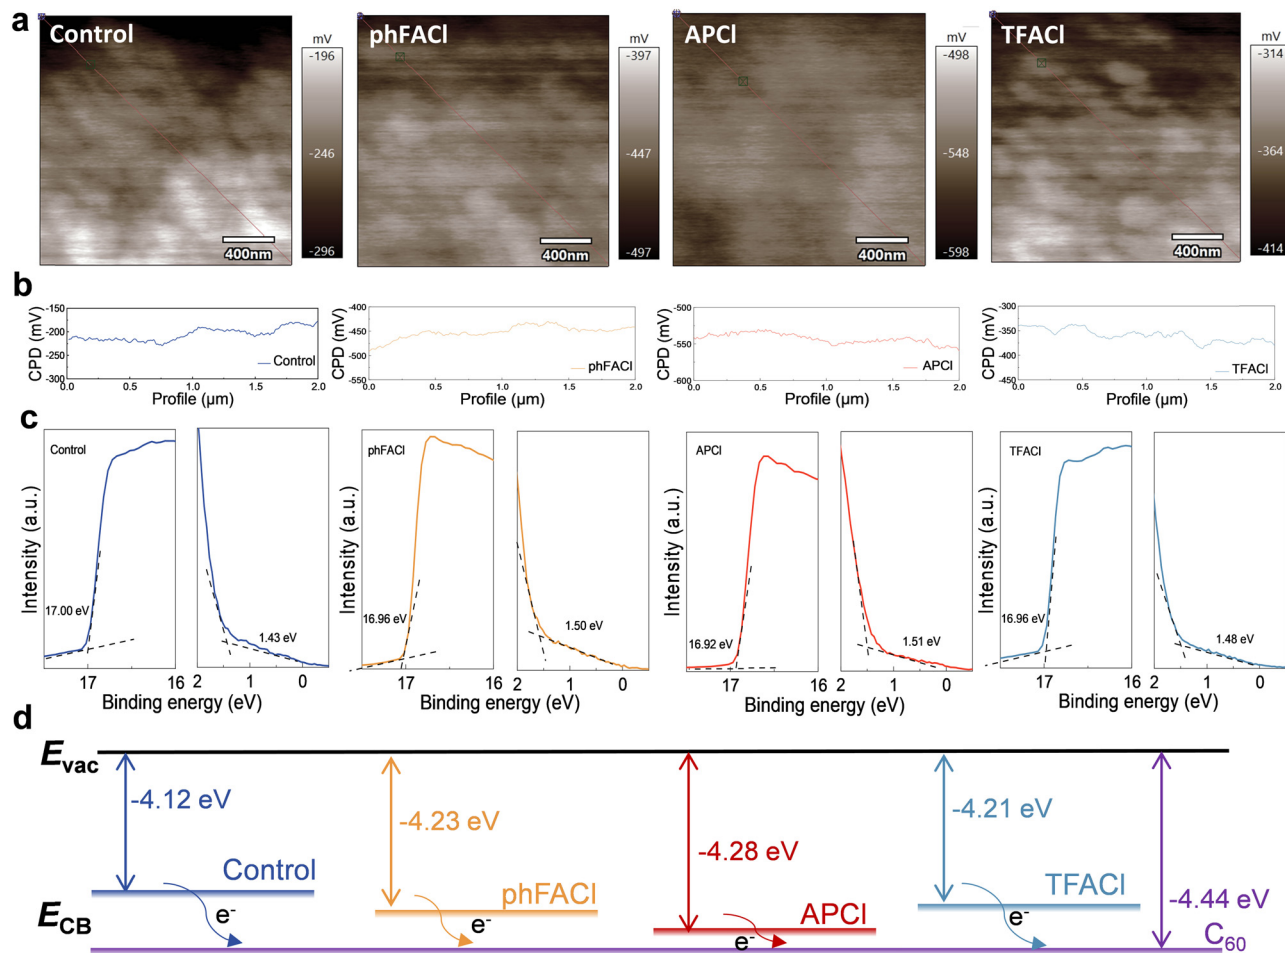 a
Control
mV
-196
-246
-296
400nm
phFACl
mV
-397
-447
-497
400nm
APCl
mV
-498
-548
-598
400nm
TFACl
mV
-314
-364
-414
400nm
b
CPD (mV)
-150
-200
-250
-300
0.0 0.5 1.0 1.5 2.0
Profile (µm)
Control
CPD (mV)
-400
-450
-500
-550
0.0 0.5 1.0 1.5 2.0
Profile (µm)
phFACl
CPD (mV)
-500
-550
-600
0.0 0.5 1.0 1.5 2.0
Profile (µm)
APCl
CPD (mV)
-300
-350
-400
-450
0.0 0.5 1.0 1.5 2.0
Profile (µm)
TFACl
c
Intensity (a.u.)
Control
17.00 eV
1.43 eV
17 16 2 1 0
Binding energy (eV)
Intensity (a.u.)
phFACl
16.96 eV
1.50 eV
17 16 2 1 0
Binding energy (eV)
Intensity (a.u.)
APCl
16.92 eV
1.51 eV
17 16 2 1 0
Binding energy (eV)
Intensity (a.u.)
TFACl
16.96 eV
1.48 eV
17 16 2 1 0
Binding energy (eV)
d
Evac
-4.12 eV
-4.23 eV
-4.28 eV
-4.21 eV
-4.44 eV
Control
phFACl
APCl
TFACl
ECB
e-
e-
e-
e-
C60